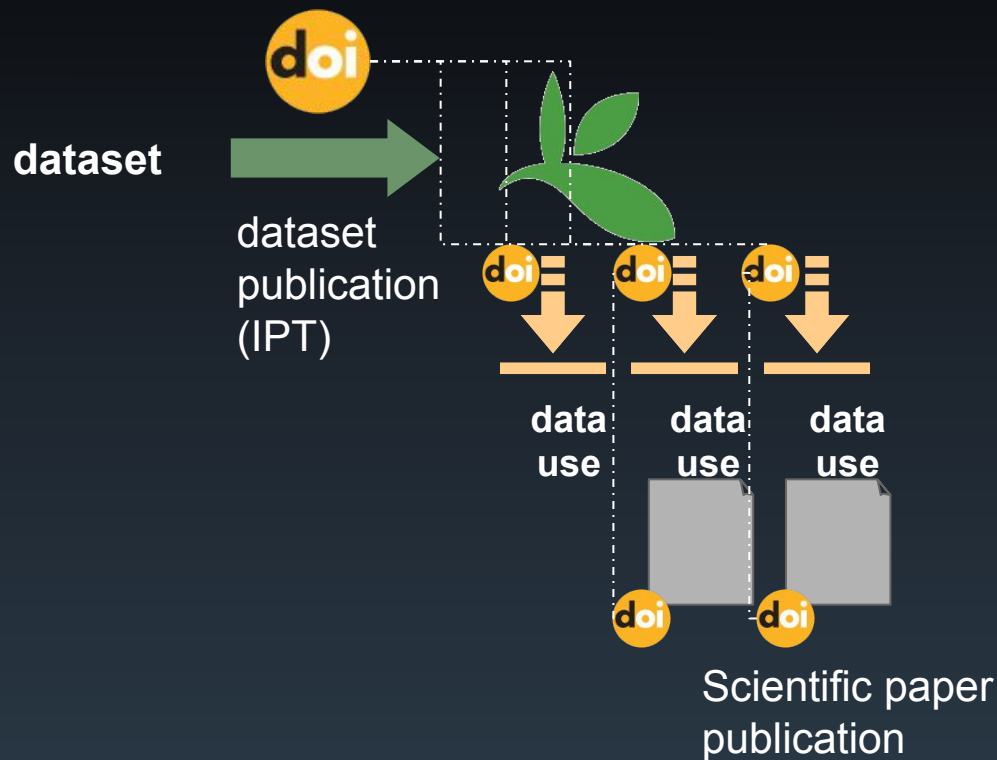 doi
dataset
dataset
publication
(IPT)
doi doi doi
data data data
use use use
doi doi
Scientific paper
publication